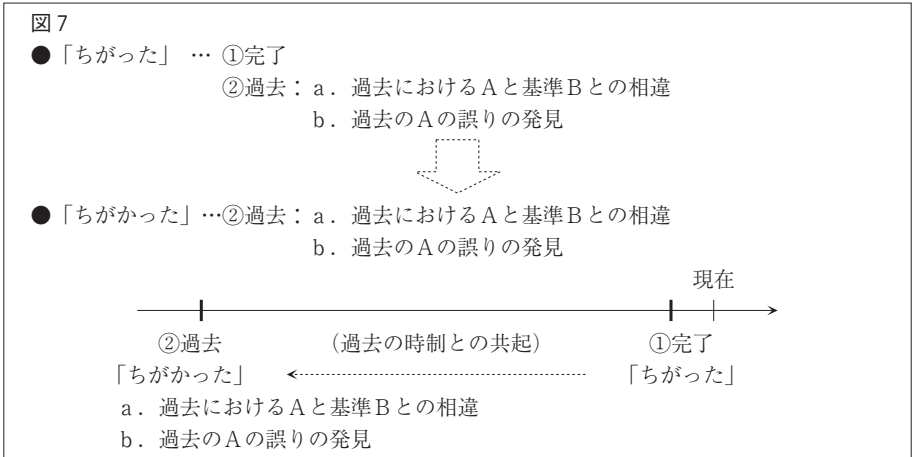 図7
●「ちがった」 … ①完了
②過去：a．過去におけるAと基準Bとの相違
b．過去のAの誤りの発見
●「ちがかった」…②過去：a．過去におけるAと基準Bとの相違
b．過去のAの誤りの発見
現在
②過去 （過去の時制との共起） ①完了
「ちがかった」 「ちがった」
a．過去におけるAと基準Bとの相違
b．過去のAの誤りの発見